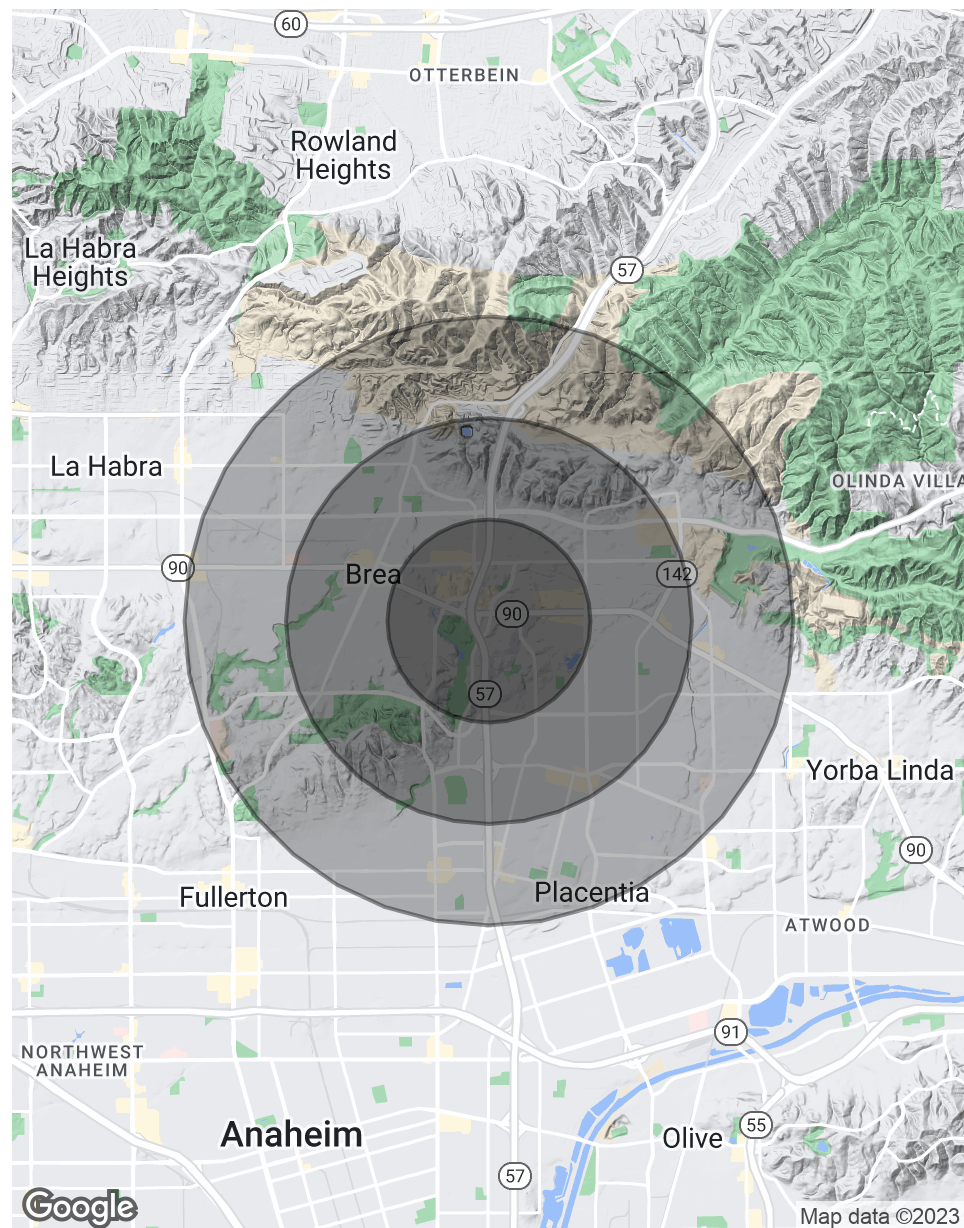 60
OTTERBEIN
Rowland
Heights
La Habra
Heights
57
La Habra
OLINDA VILLA
90
Brea
142
90
57
Yorba Linda
90
Fullerton
Placentia
ATWOOD
91
NORTHWEST
ANAHEIM
Anaheim
Olive
55
57
Google
Map data ©2023